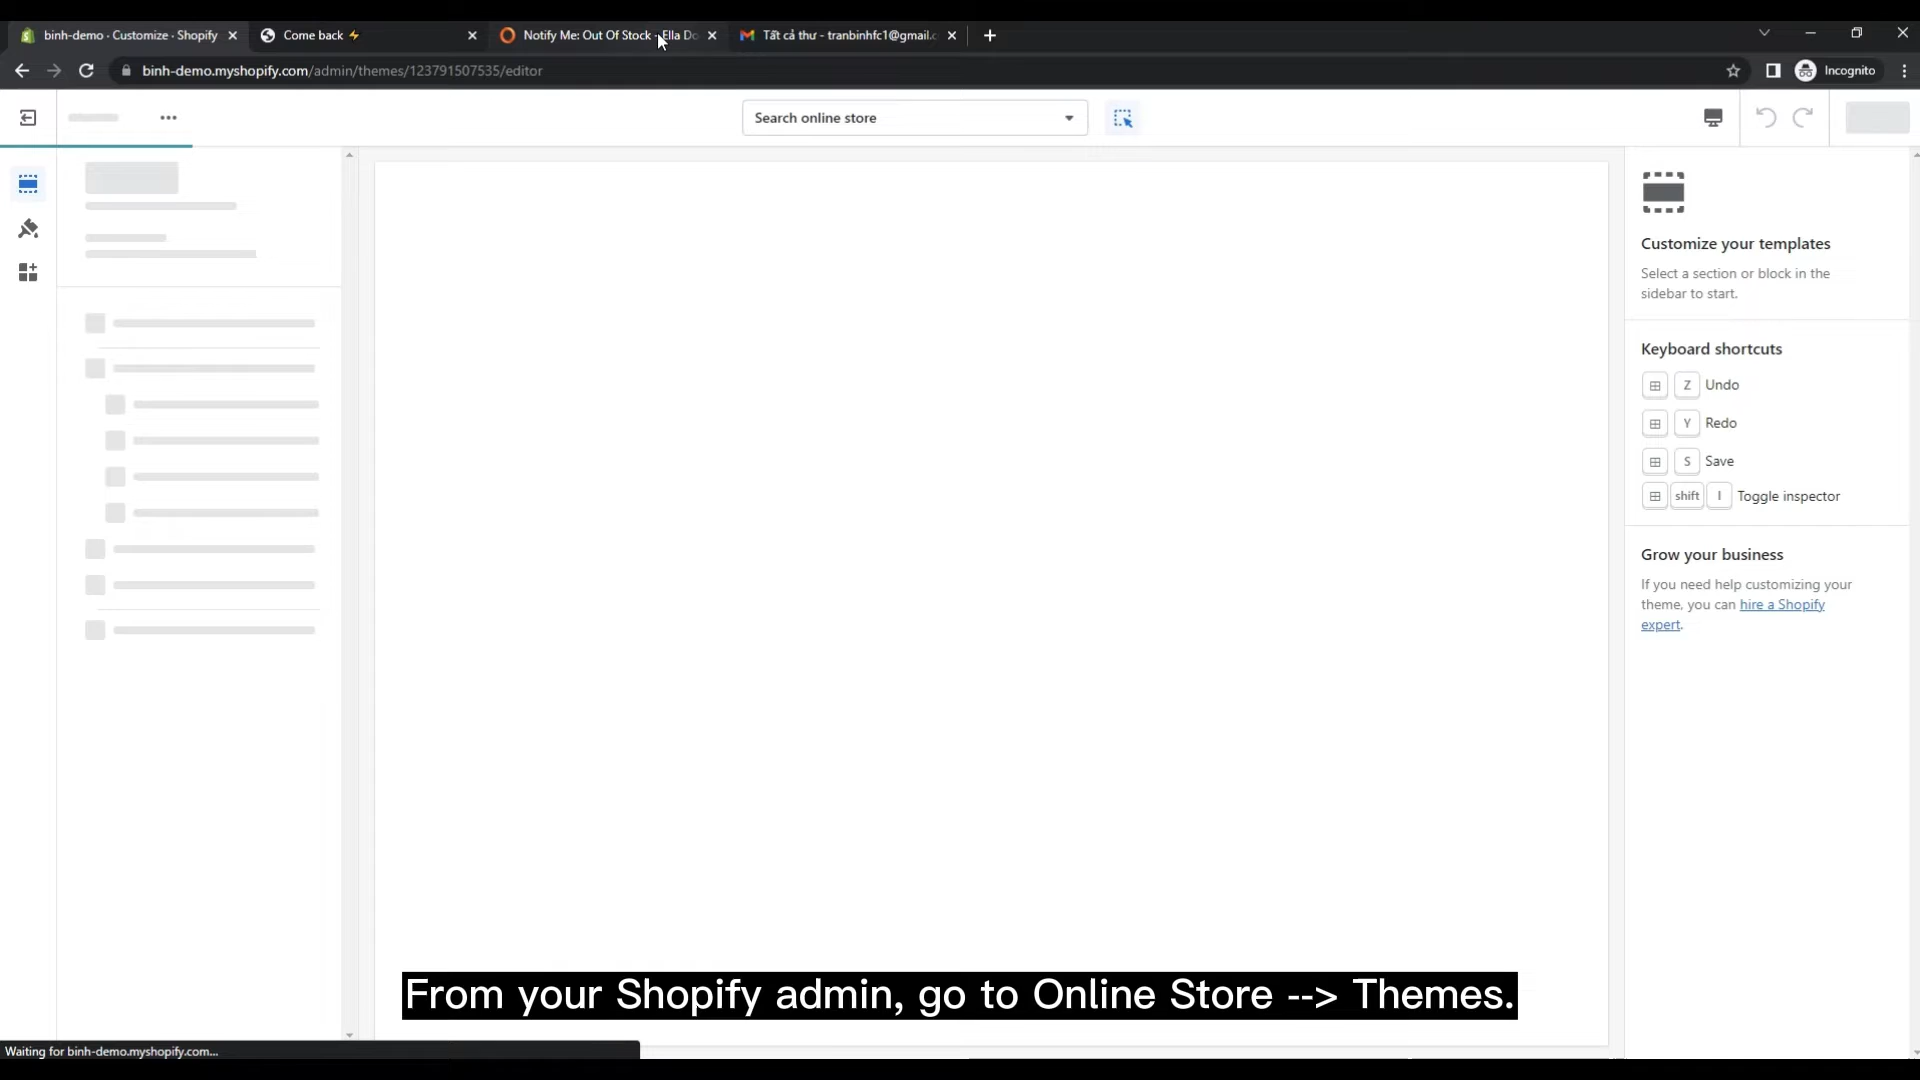 binh-demo · Customize · Shopify
Come back ⚡
Notify Me: Out Of Stock - Ella Do
Tất cả thư - tranbinhfc1@gmail.c
binh-demo.myshopify.com/admin/themes/123791507535/editor
Incognito
Search online store
Customize your templates
Select a section or block in the
sidebar to start.
Keyboard shortcuts
Z Undo
Y Redo
S Save
shift I Toggle inspector
Grow your business
If you need help customizing your
theme, you can hire a Shopify
expert.
From your Shopify admin, go to Online Store --> Themes.
Waiting for binh-demo.myshopify.com...